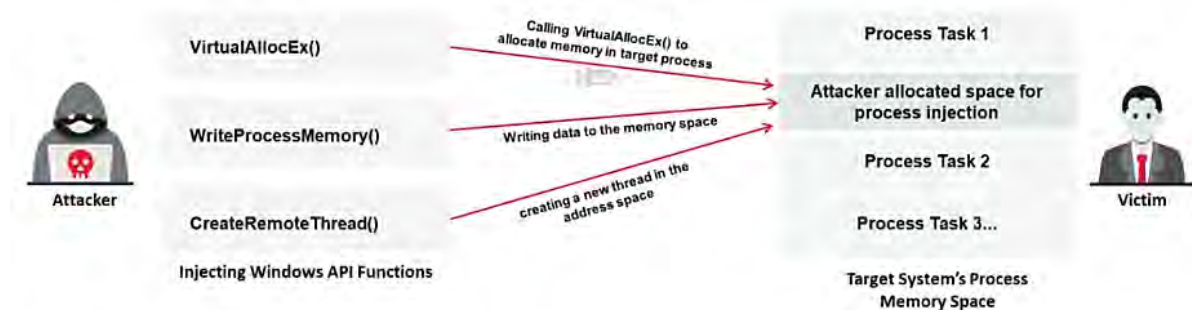 Attacker
VirtualAllocEx()
WriteProcessMemory()
CreateRemoteThread()
Injecting Windows API Functions
Calling VirtualAllocEx() to
allocate memory in target process
Writing data to the memory space
creating a new thread in the
address space
Process Task 1
Attacker allocated space for
process injection
Process Task 2
Process Task 3...
Target System's Process
Memory Space
Victim